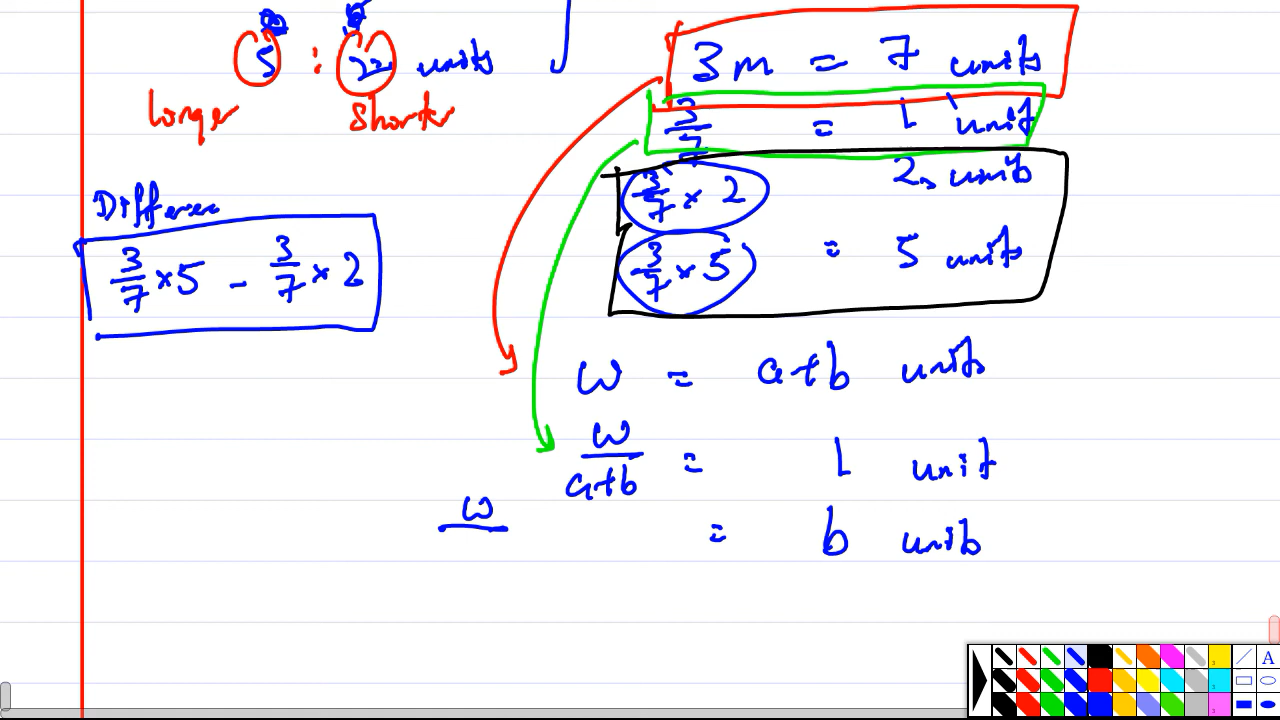 5 : 2 units
longer shorter
3 m = 7 units
3/7 = 1 unit
3/7 × 2 2 units
3/7 × 5 = 5 units
Difference
3/7 × 5 - 3/7 × 2
w = a+b units
w/a+b = 1 unit
w = b units
A